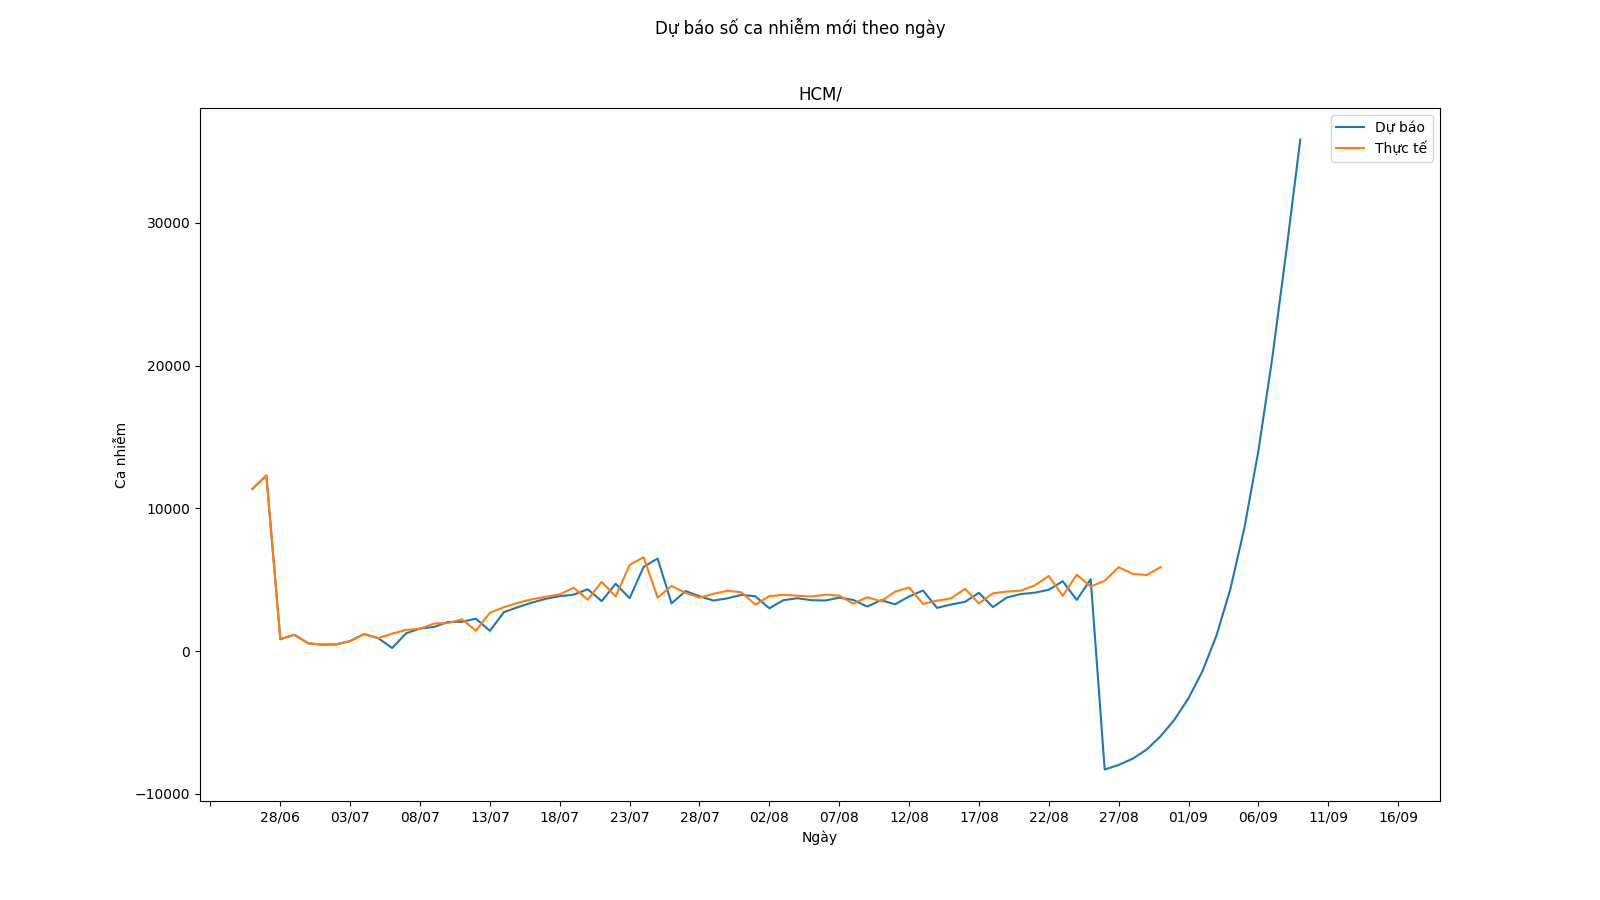 Dự báo số ca nhiễm mới theo ngày
HCM/
Dự báo
Thực tế
30000
20000
10000
0
−10000
Ca nhiễm
28/06 03/07 08/07 13/07 18/07 23/07 28/07 02/08 07/08 12/08 17/08 22/08 27/08 01/09 06/09 11/09 16/09
Ngày